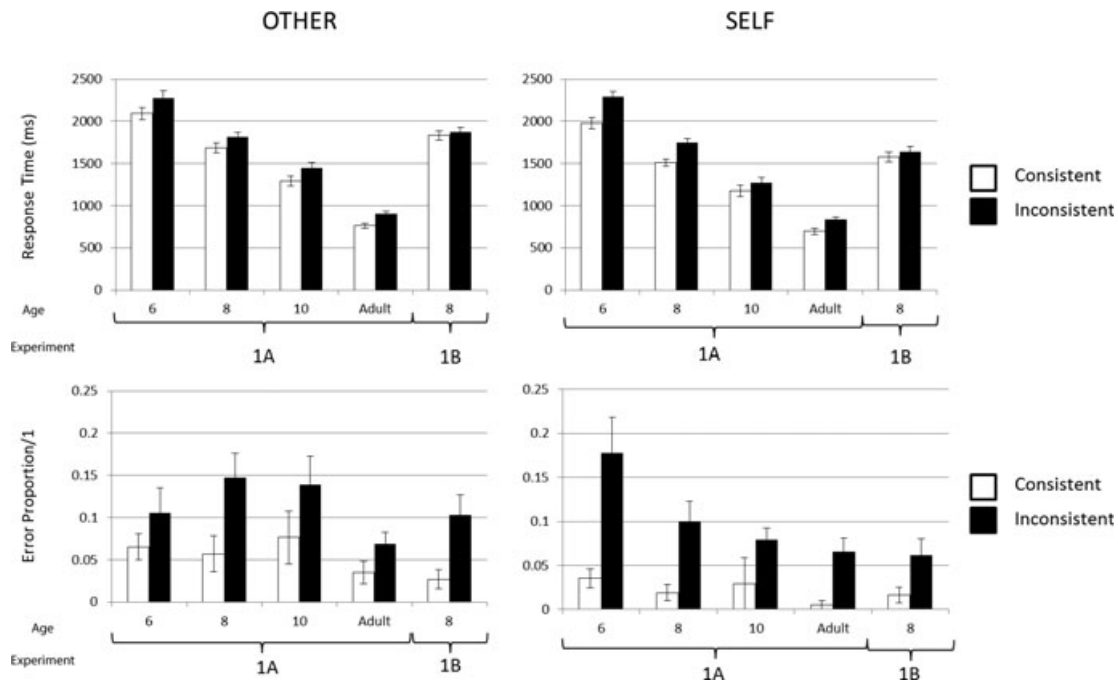 OTHER
SELF
Response Time (ms)
2500
2000
1500
1000
500
0
Age
6 8 10 Adult 8
Experiment
1A 1B
2500
2000
1500
1000
500
0
6 8 10 Adult 8
1A 1B
Consistent
Inconsistent
Error Proportion/1
0.25
0.2
0.15
0.1
0.05
0
Age
6 8 10 Adult 8
Experiment
1A 1B
0.25
0.2
0.15
0.1
0.05
0
6 8 10 Adult 8
1A 1B
Consistent
Inconsistent